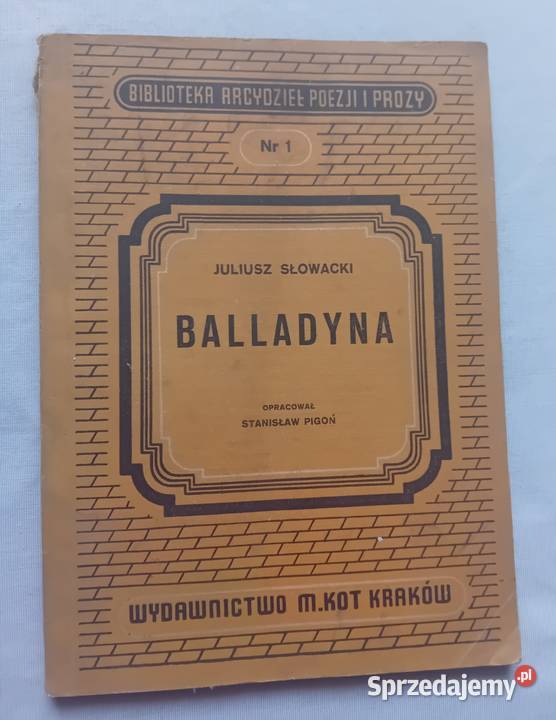 BIBLIOTEKA ARCYDZIEŁ POEZJI I PROZY
Nr 1
JULIUSZ SŁOWACKI
BALLADYNA
OPRACOWAŁ
STANISŁAW PIGOŃ
WYDAWNICTWO M.KOT KRAKÓW
Sprzedajemy.pl